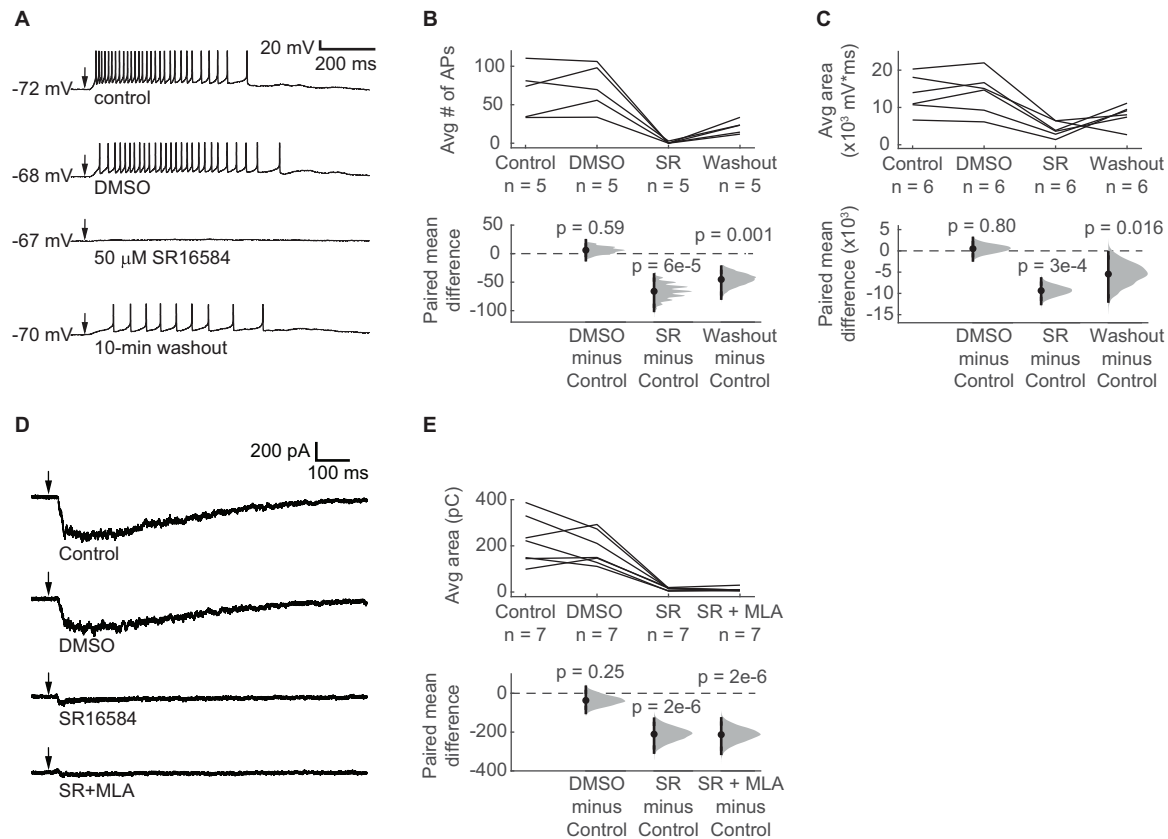 A
20 mV
200 ms
-72 mV
control
-68 mV
DMSO
-67 mV
50 μM SR16584
-70 mV
10-min washout
B
Avg # of APs
100
50
0
Control DMSO SR Washout
n = 5 n = 5 n = 5 n = 5
Paired mean
difference
50
0
-50
-100
p = 0.59
p = 6e-5
p = 0.001
DMSO SR Washout
minus minus minus
Control Control Control
C
Avg area
(x10³ mV*ms)
20
10
0
Control DMSO SR Washout
n = 6 n = 6 n = 6 n = 6
Paired mean
difference (x10³)
5
0
-5
-10
-15
p = 0.80
p = 3e-4
p = 0.016
DMSO SR Washout
minus minus minus
Control Control Control
D
200 pA
100 ms
Control
DMSO
SR16584
SR+MLA
E
Avg area (pC)
400
200
0
Control DMSO SR SR + MLA
n = 7 n = 7 n = 7 n = 7
Paired mean
difference
0
-200
-400
p = 0.25
p = 2e-6
p = 2e-6
DMSO SR SR + MLA
minus minus minus
Control Control Control